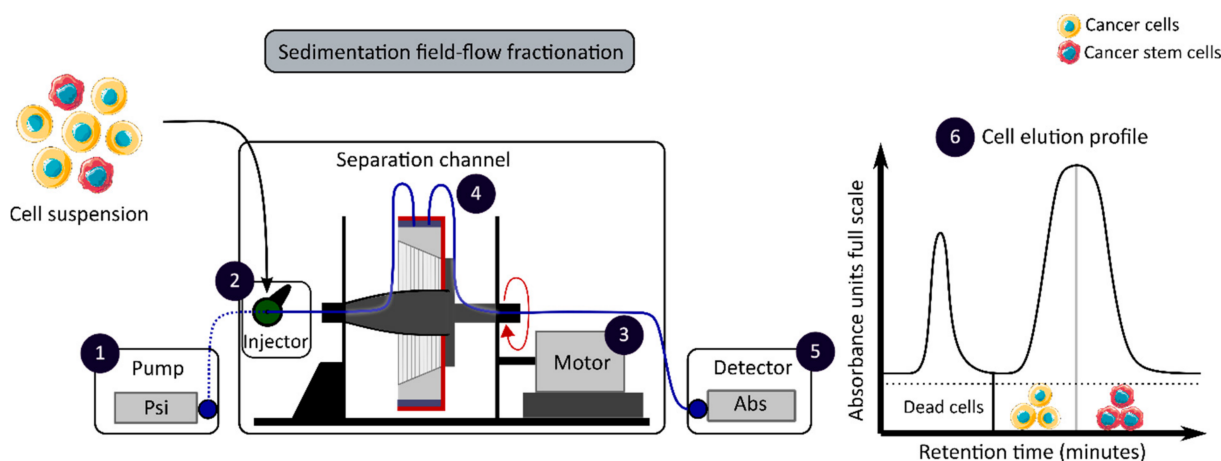 Sedimentation field-flow fractionation
Cancer cells
Cancer stem cells
Cell suspension
Separation channel
4
2
Injector
1
Pump
Psi
3
Motor
5
Detector
Abs
6 Cell elution profile
Absorbance units full scale
Dead cells
Retention time (minutes)